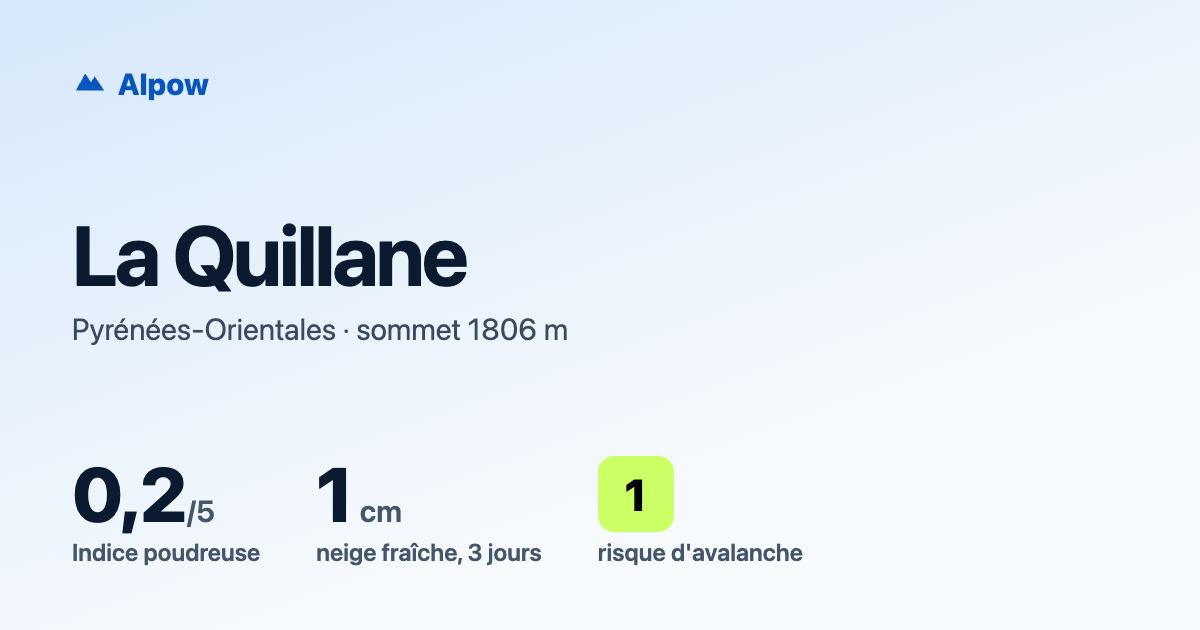 Alpow
La Quillane
Pyrénées-Orientales · sommet 1806 m
0,2/5
Indice poudreuse
1 cm
neige fraîche, 3 jours
1
risque d'avalanche